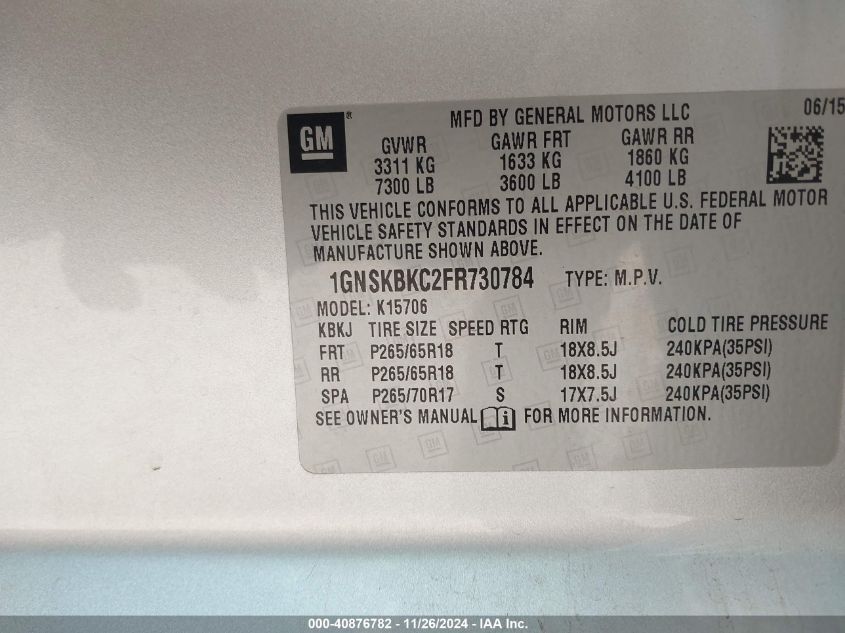 MFD BY GENERAL MOTORS LLC 06/15
GM®
GVWR GAWR FRT GAWR RR
3311 KG 1633 KG 1860 KG
7300 LB 3600 LB 4100 LB
THIS VEHICLE CONFORMS TO ALL APPLICABLE U.S. FEDERAL MOTOR
VEHICLE SAFETY STANDARDS IN EFFECT ON THE DATE OF
MANUFACTURE SHOWN ABOVE.
1GNSKBKC2FR730784 TYPE: M.P.V.
MODEL: K15706
KBKJ TIRE SIZE SPEED RTG RIM COLD TIRE PRESSURE
FRT P265/65R18 T 18X8.5J 240KPA(35PSI)
RR P265/65R18 T 18X8.5J 240KPA(35PSI)
SPA P265/70R17 S 17X7.5J 240KPA(35PSI)
SEE OWNER'S MANUAL i FOR MORE INFORMATION.
000-40876782 - 11/26/2024 - IAA Inc.